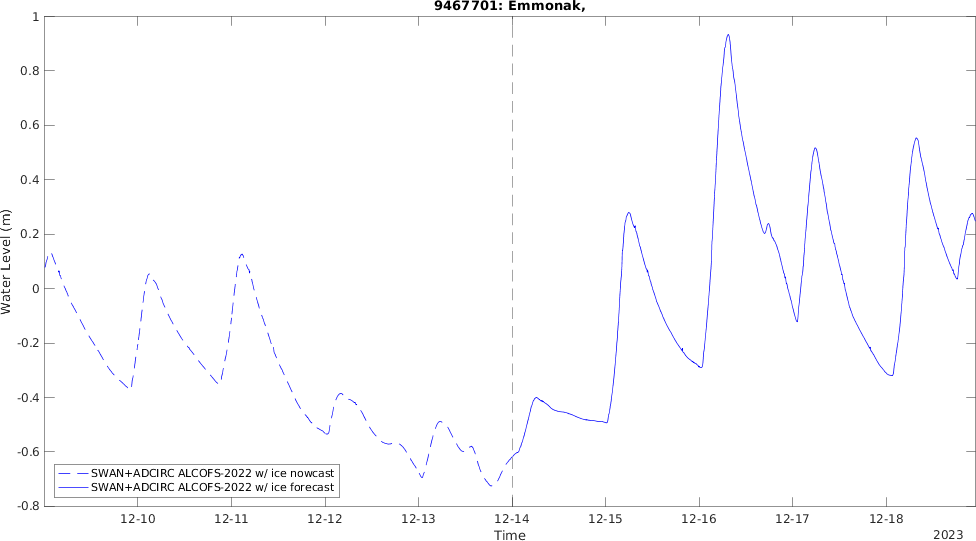 9467701: Emmonak,
1
0.8
0.6
0.4
0.2
0
-0.2
-0.4
-0.6
-0.8
Water Level (m)
SWAN+ADCIRC ALCOFS-2022 w/ ice nowcast
SWAN+ADCIRC ALCOFS-2022 w/ ice forecast
12-10 12-11 12-12 12-13 12-14 12-15 12-16 12-17 12-18
Time
2023